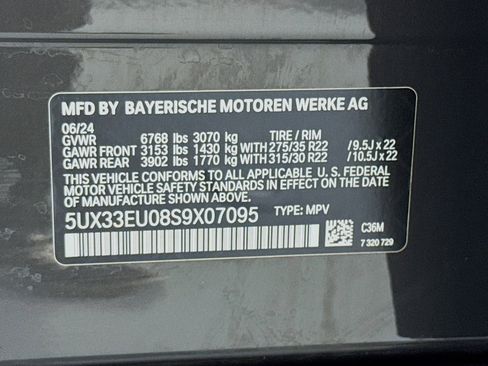 MFD BY BAYERISCHE MOTOREN WERKE AG
06/24
GVWR 6768 lbs 3070 kg TIRE / RIM
GAWR FRONT 3153 lbs 1430 kg WITH 275/35 R22 / 9.5J x 22
GAWR REAR 3902 lbs 1770 kg WITH 315/30 R22 / 10.5J x 22
THIS VEHICLE CONFORMS TO ALL APPLICABLE U. S. FEDERAL
MOTOR VEHICLE SAFETY STANDARDS IN EFFECT ON THE DATE
OF MANUFACTURE SHOWN ABOVE.
5UX33EU08S9X07095 TYPE: MPV
C36M
7 320 729